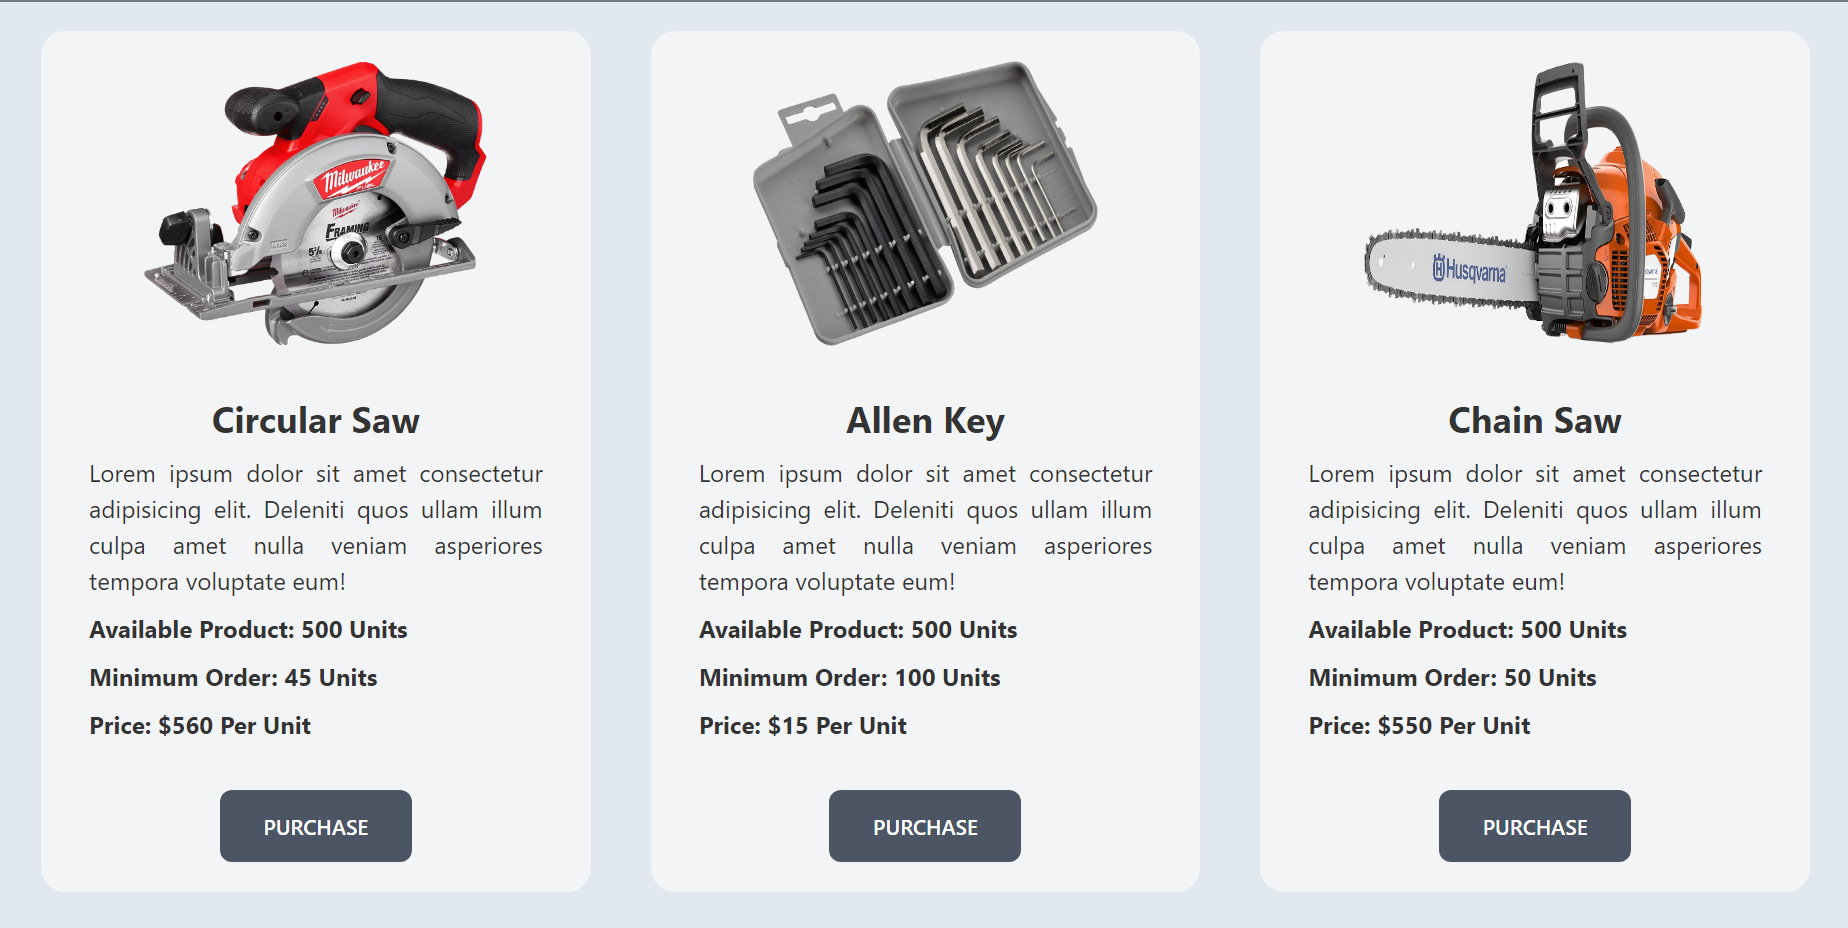 Milwaukee
FUEL
Milwaukee
FRAMING
5 3/8
Husqvarna
Circular Saw
Lorem ipsum dolor sit amet consectetur
adipisicing elit. Deleniti quos ullam illum
culpa amet nulla veniam asperiores
tempora voluptate eum!
Available Product: 500 Units
Minimum Order: 45 Units
Price: $560 Per Unit
PURCHASE
Allen Key
Lorem ipsum dolor sit amet consectetur
adipisicing elit. Deleniti quos ullam illum
culpa amet nulla veniam asperiores
tempora voluptate eum!
Available Product: 500 Units
Minimum Order: 100 Units
Price: $15 Per Unit
PURCHASE
Chain Saw
Lorem ipsum dolor sit amet consectetur
adipisicing elit. Deleniti quos ullam illum
culpa amet nulla veniam asperiores
tempora voluptate eum!
Available Product: 500 Units
Minimum Order: 50 Units
Price: $550 Per Unit
PURCHASE